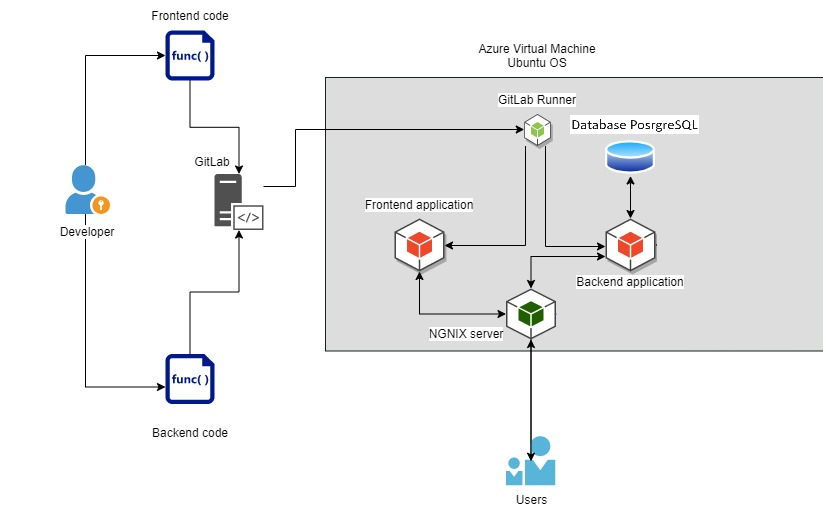 Frontend code
func( )
Azure Virtual Machine
Ubuntu OS
GitLab Runner
Database PosrgreSQL
GitLab
</>
Developer
Frontend application
Backend application
NGNIX server
func( )
Backend code
Users